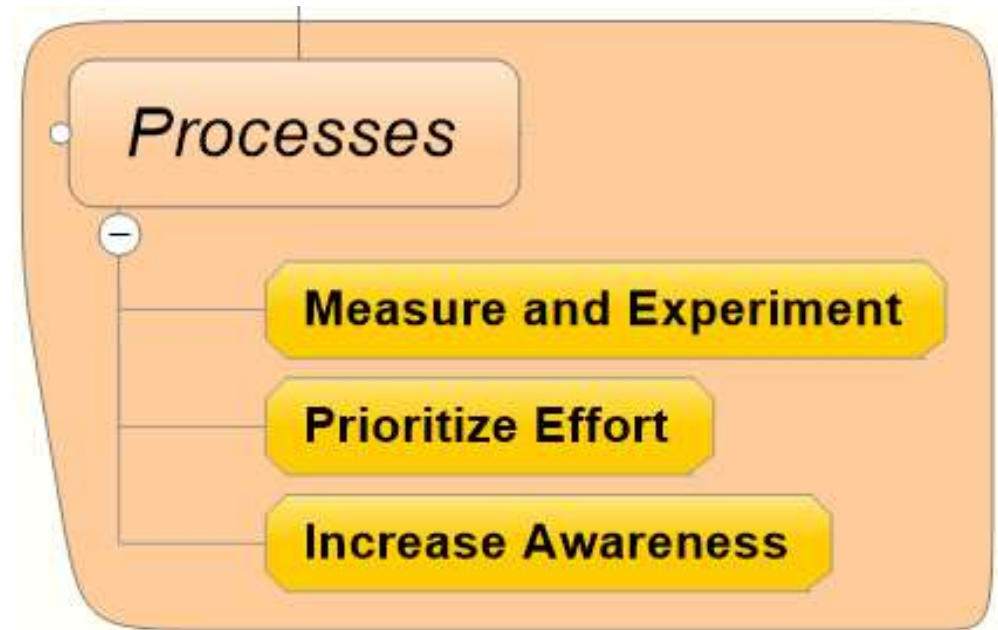 Processes
Measure and Experiment
Prioritize Effort
Increase Awareness